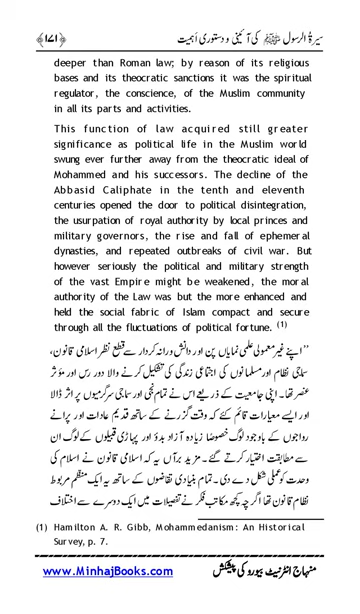 سیرۃُ الرسول ﷺ کی آئینی و دستوری اہمیت ﴿۱۷۱﴾
deeper than Roman law; by reason of its religious
bases and its theocratic sanctions it was the spiritual
regulator, the conscience, of the Muslim community
in all its parts and activities.
This function of law acquired still greater
significance as political life in the Muslim world
swung ever further away from the theocratic ideal of
Mohammed and his successors. The decline of the
Abbasid Caliphate in the tenth and eleventh
centuries opened the door to political disintegration,
the usurpation of royal authority by local princes and
military governors, the rise and fall of ephemeral
dynasties, and repeated outbreaks of civil war. But
however seriously the political and military strength
of the vast Empire might be weakened, the moral
authority of the Law was but the more enhanced and
held the social fabric of Islam compact and secure
through all the fluctuations of political fortune. (1)
”اپنے غیر معمولی علمی نمایاں پن اور دانش ورانہ کردار سے قطع نظر اسلامی قانون،
سماجی نظام اور مسلمانوں کی اجتماعی زندگی کی تشکیل کرنے والا دور رس اور مؤثر
عنصر تھا۔ اپنی جامعیت کے ذریعے اس نے تمام نجی اور سماجی سرگرمیوں پر اثر ڈالا
اور ایسے معیارات قائم کئے کہ وقت گزرنے کے ساتھ قدیم عادات اور پرانے
رواجوں کے باوجود لوگ خصوصاً زیادہ آزاد بدؤ اور پہاڑی قبیلوں کے لوگ ان
سے مطابقت اختیار کرتے گئے۔ مزید برآں یہ کہ اسلامی قانون نے اسلام کی
وحدت کو عملی شکل دے دی۔ تمام بنیادی تقاضوں کے ساتھ یہ ایک منظم مربوط
نظام قانون تھا اگرچہ کچھ مکاتب فکر نے تفصیلات میں ایک دوسرے سے اختلاف
(1) Hamilton A. R. Gibb, Mohammedanism: An Historical
Survey, p. 7.
منہاج انٹرنیٹ بیورو کی پیشکش www.MinhajBooks.com